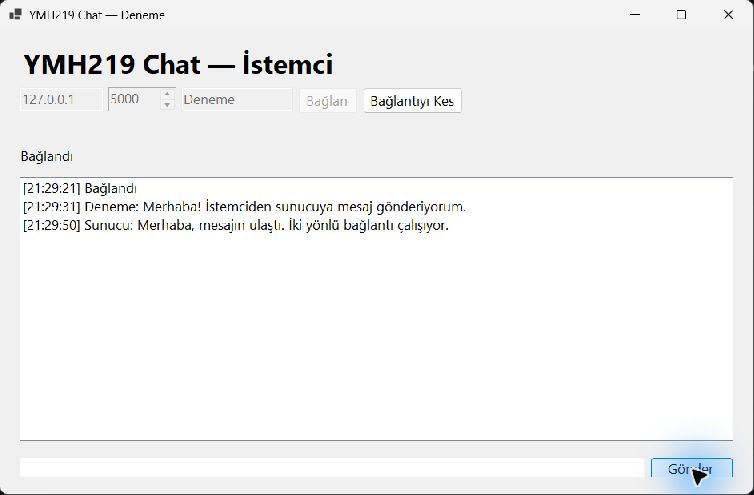 YMH219 Chat — Deneme
YMH219 Chat — İstemci
127.0.0.1 5000 Deneme Bağlan Bağlantıyı Kes
Bağlandı
[21:29:21] Bağlandı
[21:29:31] Deneme: Merhaba! İstemciden sunucuya mesaj gönderiyorum.
[21:29:50] Sunucu: Merhaba, mesajın ulaştı. İki yönlü bağlantı çalışıyor.
Gönder